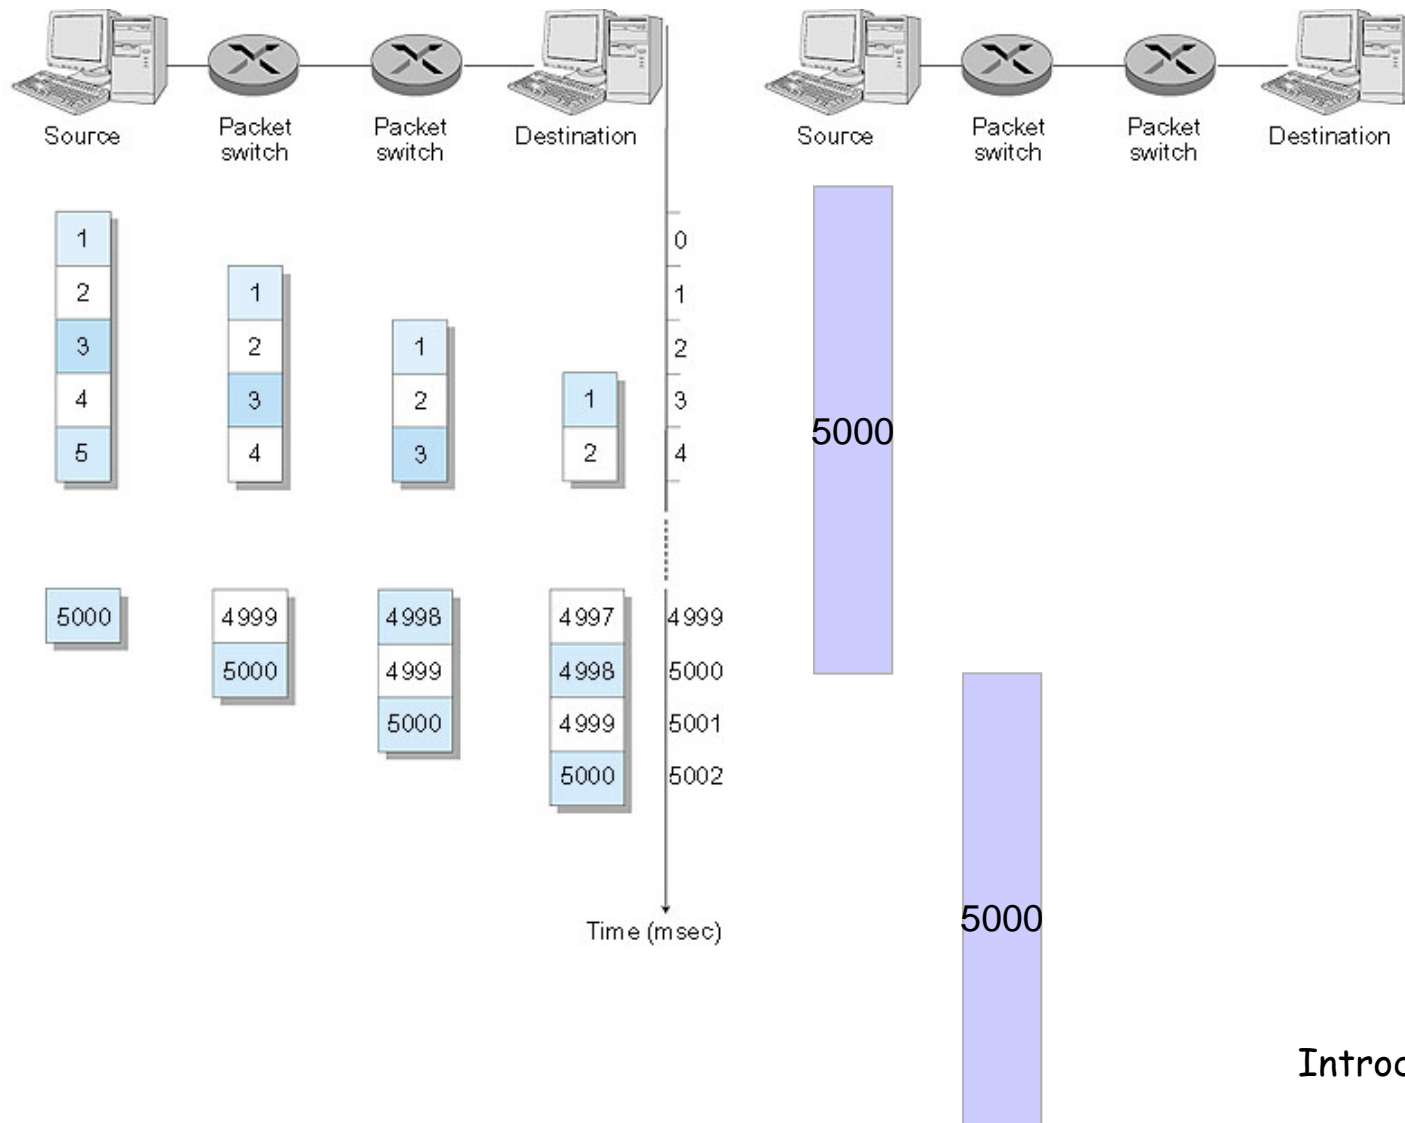 Source
Packet
switch
Packet
switch
Destination
Source
Packet
switch
Packet
switch
Destination
1
0
2
1
1
3
2
1
2
4
3
2
1
3
5
4
3
2
4
5000
5000
4999
4998
4997
4999
5000
4999
4998
5000
5000
4999
5001
5000
5002
Time (msec)
5000